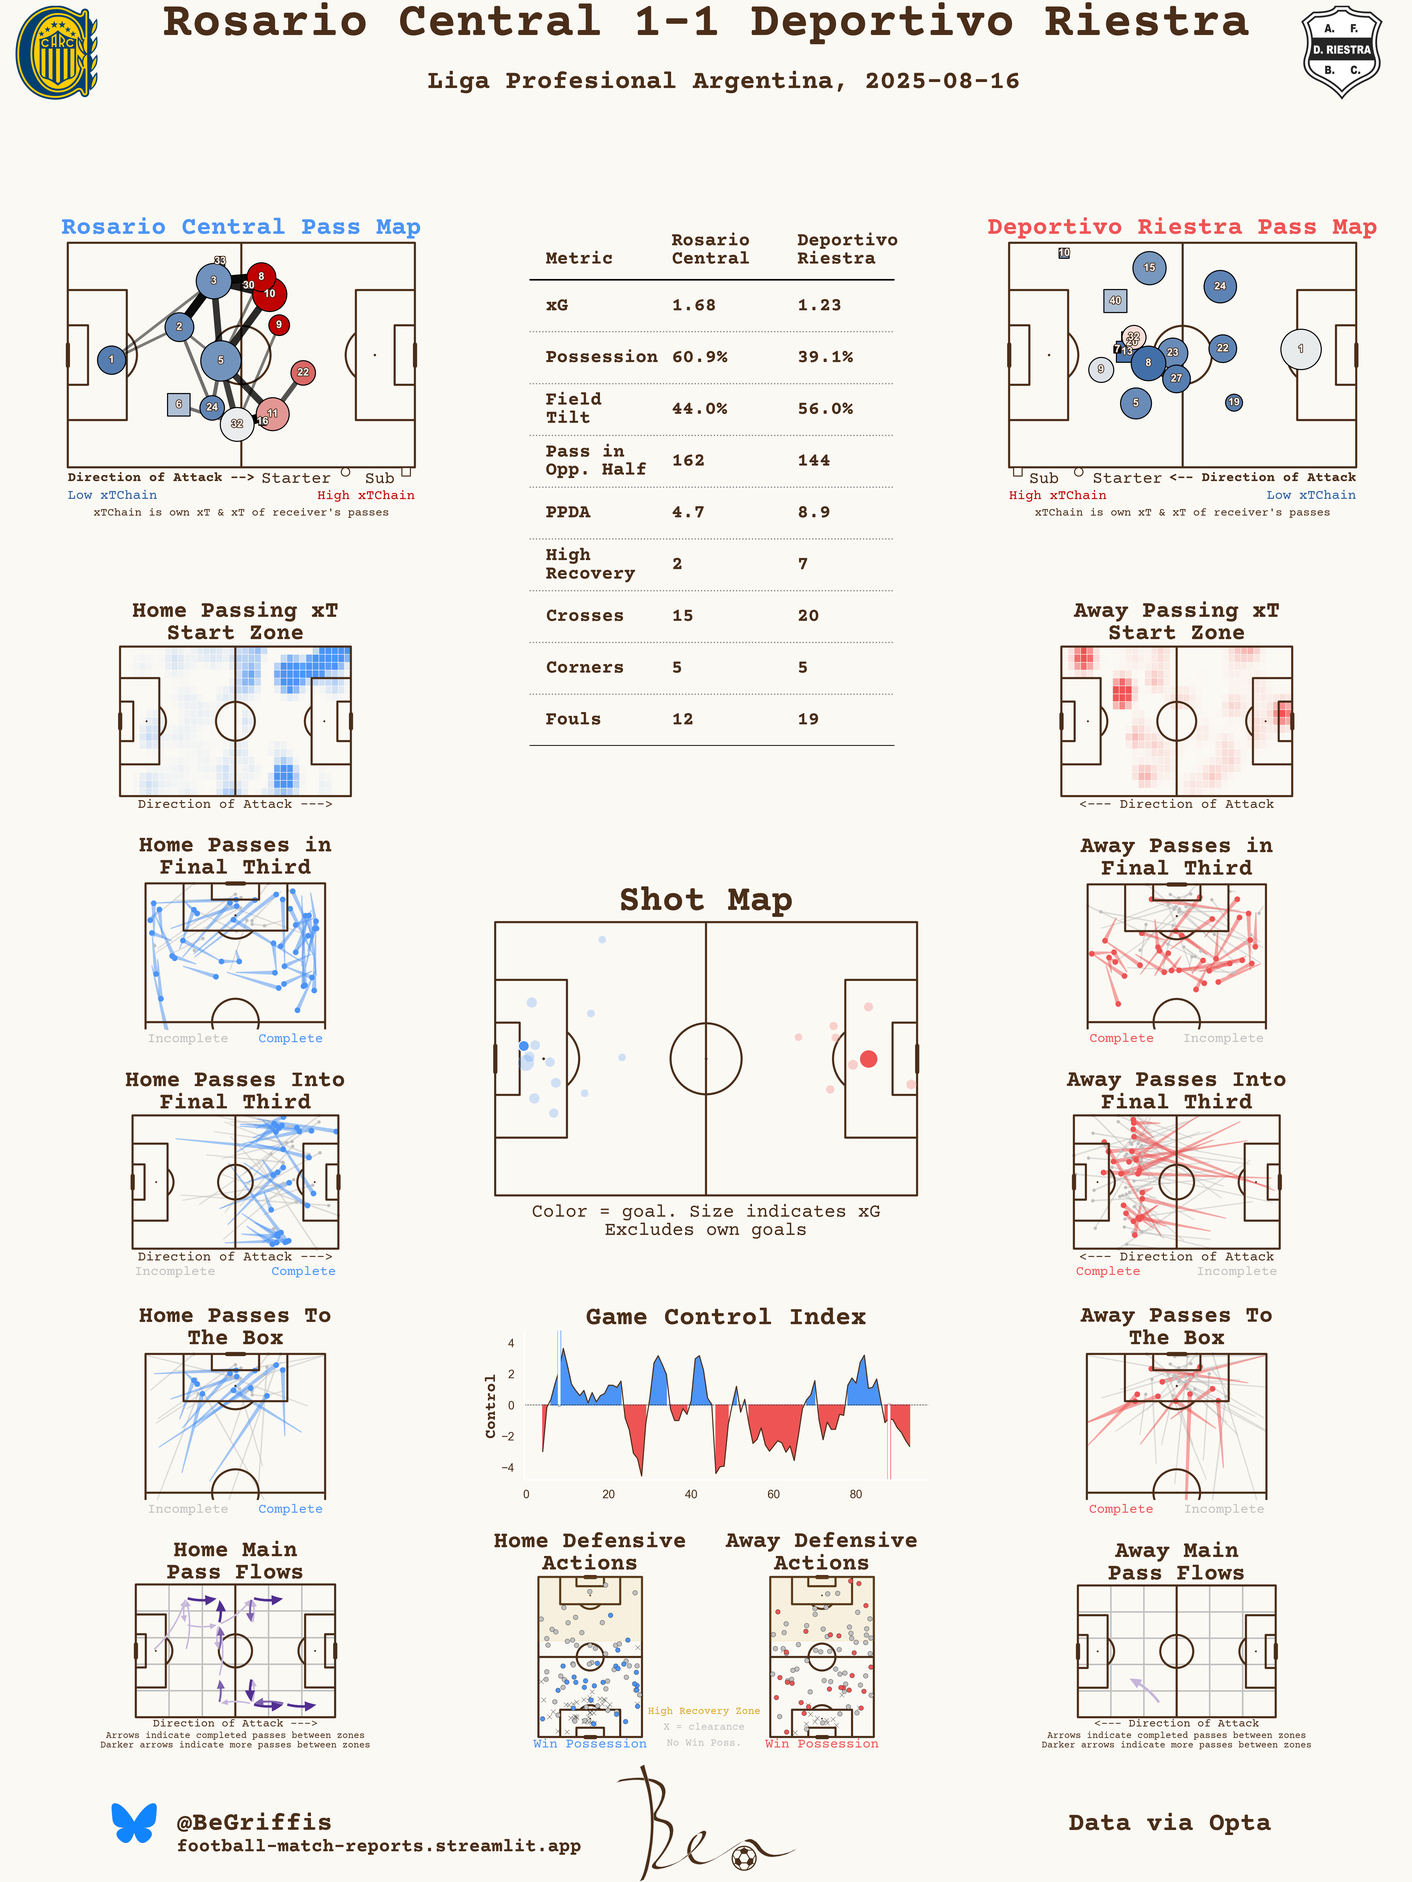 Rosario Central 1-1 Deportivo Riestra
Liga Profesional Argentina, 2025-08-16
CARC
A. F.
D. RIESTRA
B. C.
Rosario Central Pass Map
33
3
8
30
10
2
9
1
5
22
6
24
11
16
32
Direction of Attack --> Starter Sub
Low xTChain High xTChain
xTChain is own xT & xT of receiver's passes
Metric Rosario Central Deportivo Riestra
xG 1.68 1.23
Possession 60.9% 39.1%
Field Tilt 44.0% 56.0%
Pass in Opp. Half 162 144
PPDA 4.7 8.9
High Recovery 2 7
Crosses 15 20
Corners 5 5
Fouls 12 19
Deportivo Riestra Pass Map
10
15
24
40
32
7
13
23
22
1
9
8
27
5
19
Sub Starter <-- Direction of Attack
High xTChain Low xTChain
xTChain is own xT & xT of receiver's passes
Home Passing xT
Start Zone
Direction of Attack --->
Away Passing xT
Start Zone
<--- Direction of Attack
Home Passes in
Final Third
Incomplete Complete
Away Passes in
Final Third
Complete Incomplete
Shot Map
Color = goal. Size indicates xG
Excludes own goals
Home Passes Into
Final Third
Direction of Attack --->
Incomplete Complete
Away Passes Into
Final Third
<--- Direction of Attack
Complete Incomplete
Home Passes To
The Box
Incomplete Complete
Game Control Index
Control
4
2
0
−2
−4
0 20 40 60 80
Away Passes To
The Box
Complete Incomplete
Home Main
Pass Flows
Direction of Attack --->
Arrows indicate completed passes between zones
Darker arrows indicate more passes between zones
Home Defensive
Actions
Win Possession
High Recovery Zone
X = clearance
No Win Poss.
Away Defensive
Actions
Win Possession
Away Main
Pass Flows
<--- Direction of Attack
Arrows indicate completed passes between zones
Darker arrows indicate more passes between zones
@BeGriffis
football-match-reports.streamlit.app
Ben
Data via Opta